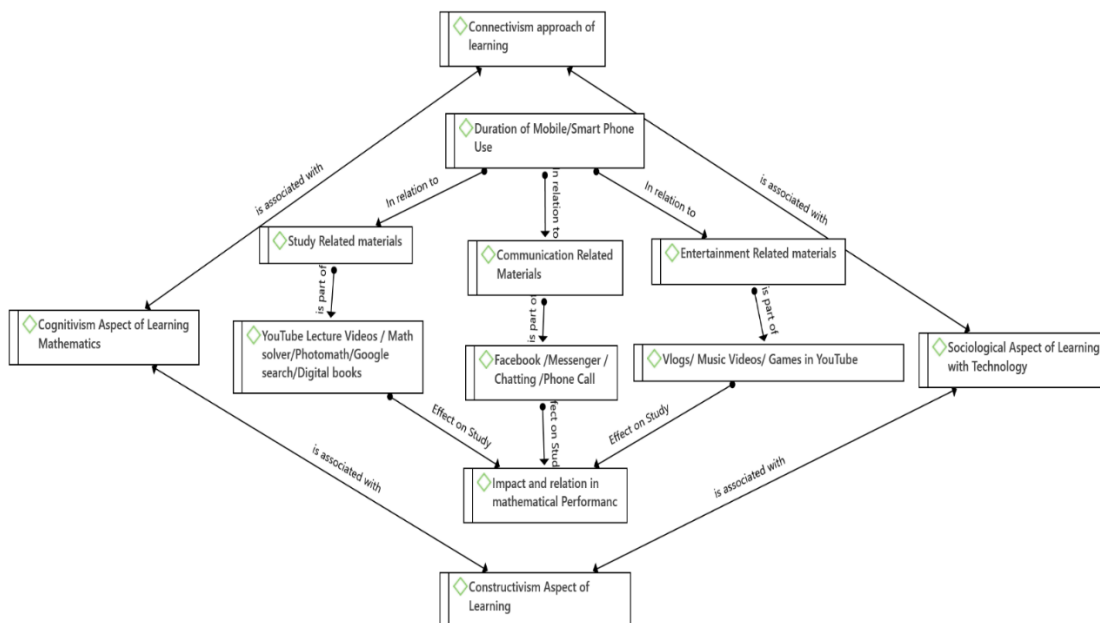 Connectivism approach of
learning
Duration of Mobile/Smart Phone
Use
is associated with
In relation to
In relation to
In relation to
is associated with
Study Related materials
Communication Related
Materials
Entertainment Related materials
is part of
is part of
is part of
Cognitivism Aspect of Learning
Mathematics
YouTube Lecture Videos / Math
solver/Photomath/Google
search/Digital books
Facebook /Messenger /
Chatting /Phone Call
Vlogs/ Music Videos/ Games in YouTube
Sociological Aspect of Learning
with Technology
Effect on Study
ffect on Stud
Effect on Study
Impact and relation in
mathematical Performanc
is associated with
is associated with
Constructivism Aspect of
Learning